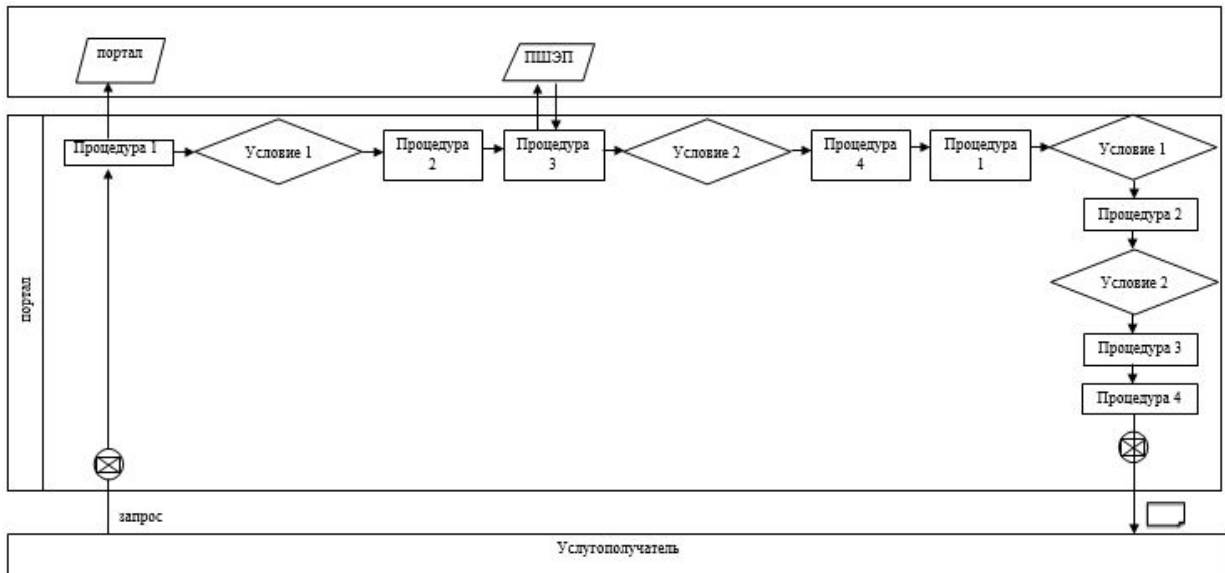 портал
ПШЭП
Процедура 1
Условие 1
Процедура
2
Процедура
3
Условие 2
Процедура
4
Процедура
1
Условие 1
Процедура 2
Условие 2
Процедура 3
Процедура 4
портал
запрос
Услугополучатель